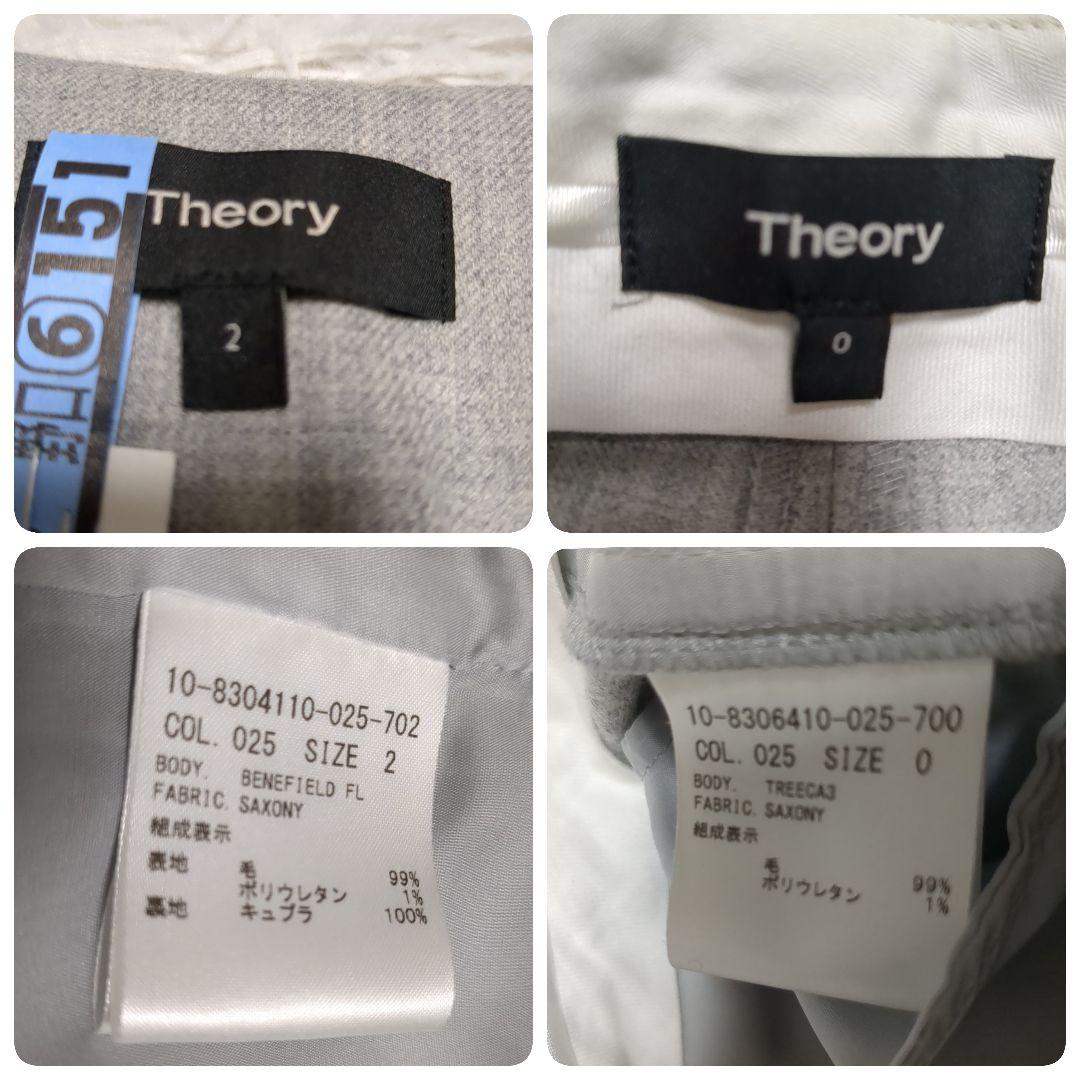 Theory
2
6 151
Theory
0
10-8304110-025-702
COL. 025 SIZE 2
BODY. BENEFIELD FL
FABRIC. SAXONY
組成表示
表地 毛 99%
ポリウレタン 1%
裏地 キュプラ 100%
10-8306410-025-700
COL. 025 SIZE 0
BODY. TREECA3
FABRIC. SAXONY
組成表示
毛 99%
ポリウレタン 1%